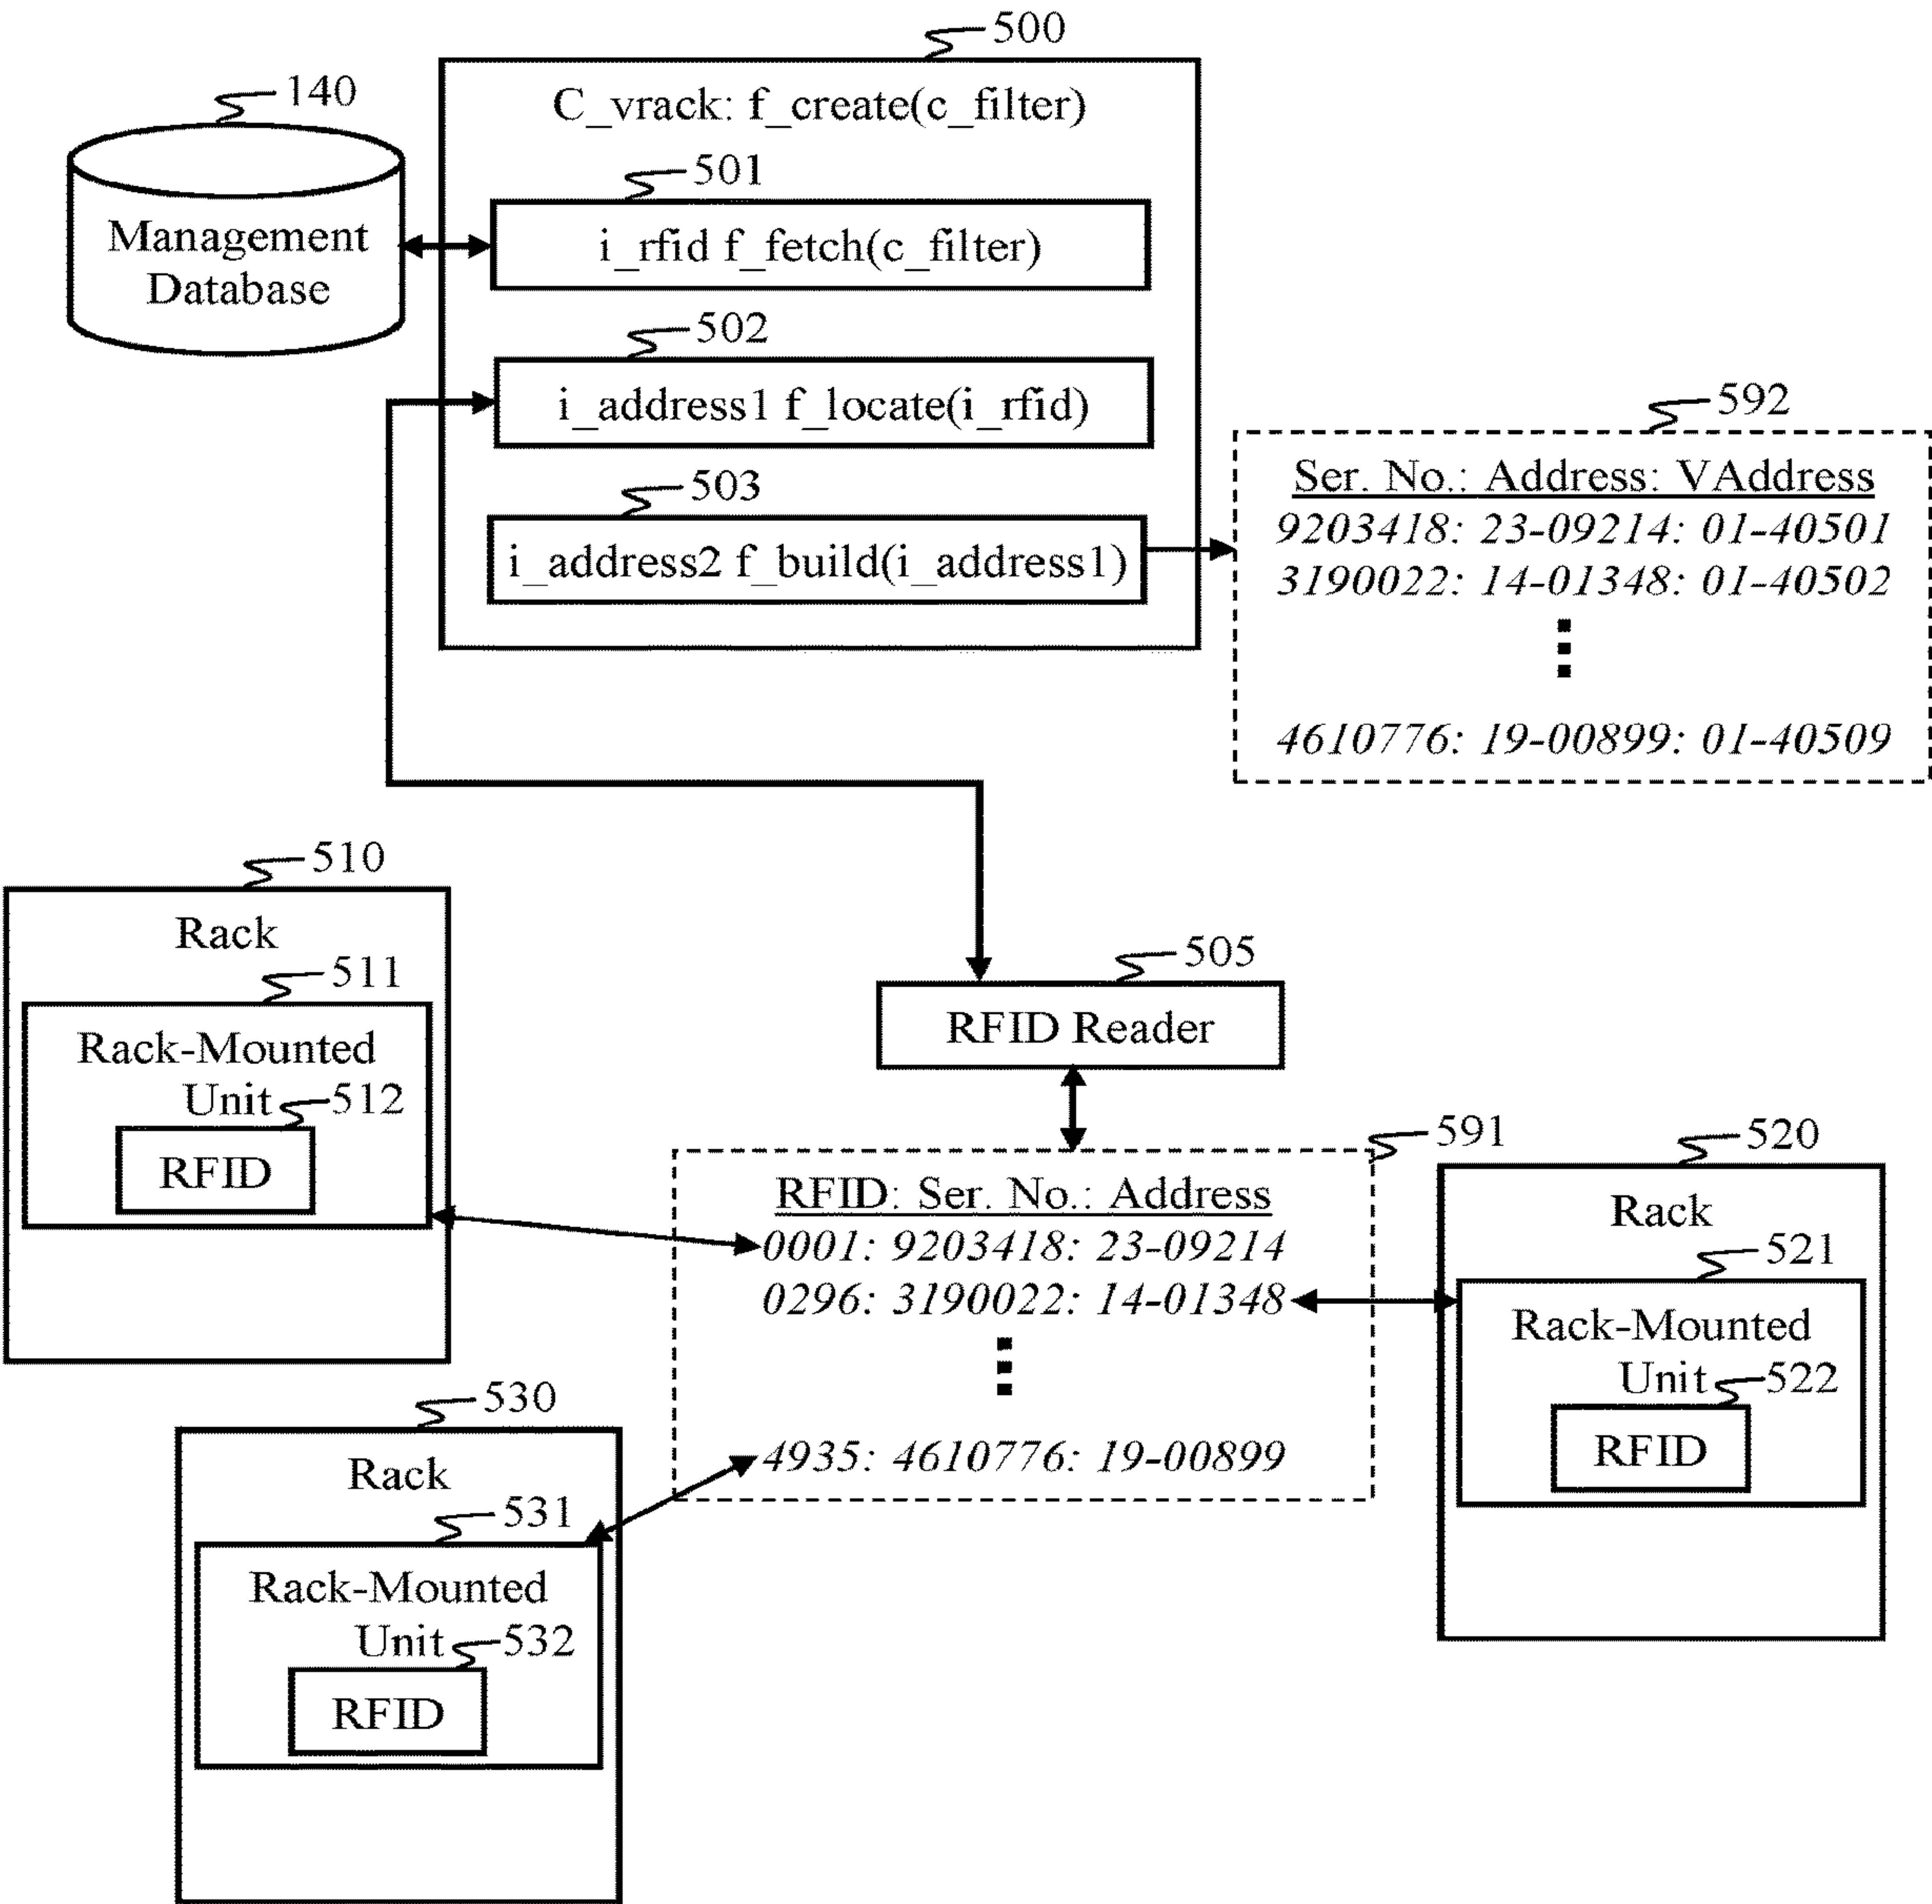 500
140
C_vrack: f_create(c_filter)
501
Management
Database
i_rfid f_fetch(c_filter)
502
i_address1 f_locate(i_rfid)
592
503
Ser. No.: Address: VAddress
9203418: 23-09214: 01-40501
i_address2 f_build(i_address1)
3190022: 14-01348: 01-40502
4610776: 19-00899: 01-40509
510
Rack
505
511
RFID Reader
Rack-Mounted
Unit
512
RFID
591
520
RFID: Ser. No.: Address
Rack
0001: 9203418: 23-09214
521
0296: 3190022: 14-01348
Rack-Mounted
Unit
522
530
4935: 4610776: 19-00899
RFID
Rack
531
Rack-Mounted
Unit
532
RFID